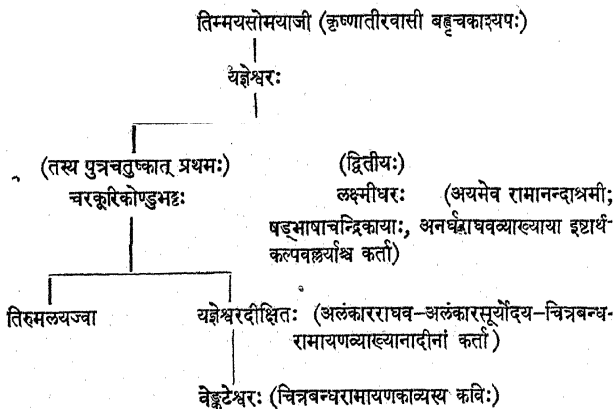 तिम्मयसोमयाजी (कृष्णातीरवासी बह्वृचकाश्यपः)
यज्ञेश्वरः
(तस्य पुत्रचतुष्कात् प्रथमः) (द्वितीयः)
चरकूरिकोण्डुभट्टः लक्ष्मीधरः (अयमेव रामानन्दाश्रमी;
षड्भाषाचन्द्रिकायाः, अनर्घराघवव्याख्याया इष्टार्थ-
कल्पवल्लर्याश्च कर्ता)
तिरुमलयज्वा यज्ञेश्वरदीक्षितः (अलंकारराघव-अलंकारसूर्योदय-चित्रबन्ध-
रामायणव्याख्यानादीनां कर्ता)
वेङ्कटेश्वरः (चित्रबन्धरामायणकाव्यस्य कविः)